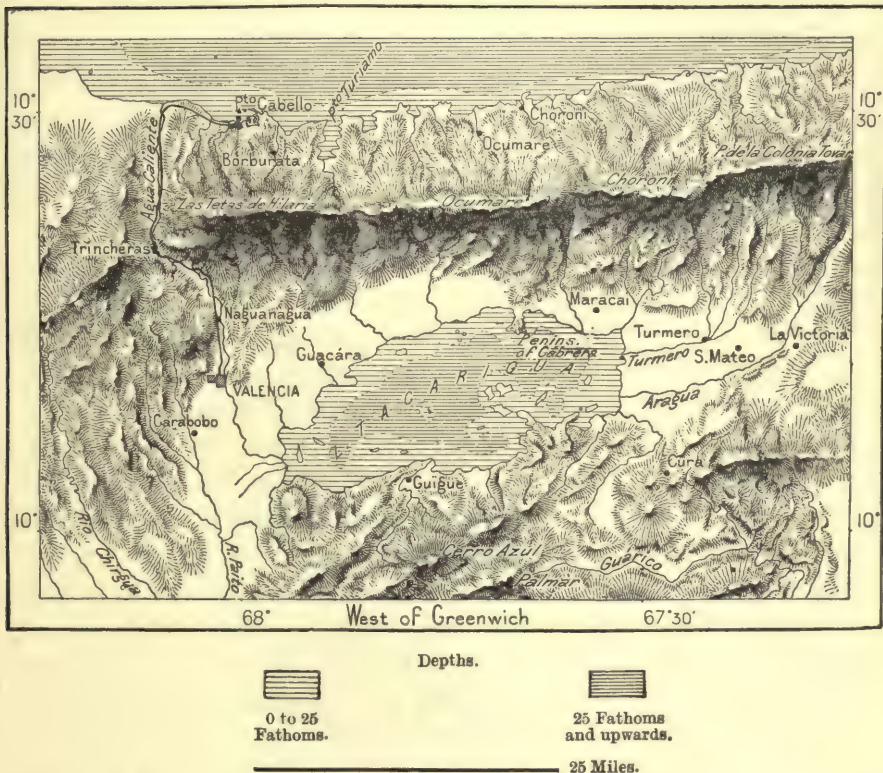 10°
30'
10°
30'
Pto Cabello
Pto Turiamo
Choroni
Ocumare
Borburata
Agua Caliente
P. de la Colonia Tovar
Choroni
Ocumare
Las Tetas de Hilaria
Trincheras
Naguanagua
Maracai
Penins.
of Cabrera
Turmero
La Victoria
Guacára
Turmero
S. Mateo
TACARIGUA
VALENCIA
Aragua
Carabobo
Cura
Guigue
10°
10°
Cerro Azul
Guarico
Rio Chirgua
R. Paito
Palmar
68°
West of Greenwich
67°30'
Depths.
0 to 25
Fathoms.
25 Fathoms
and upwards.
25 Miles.